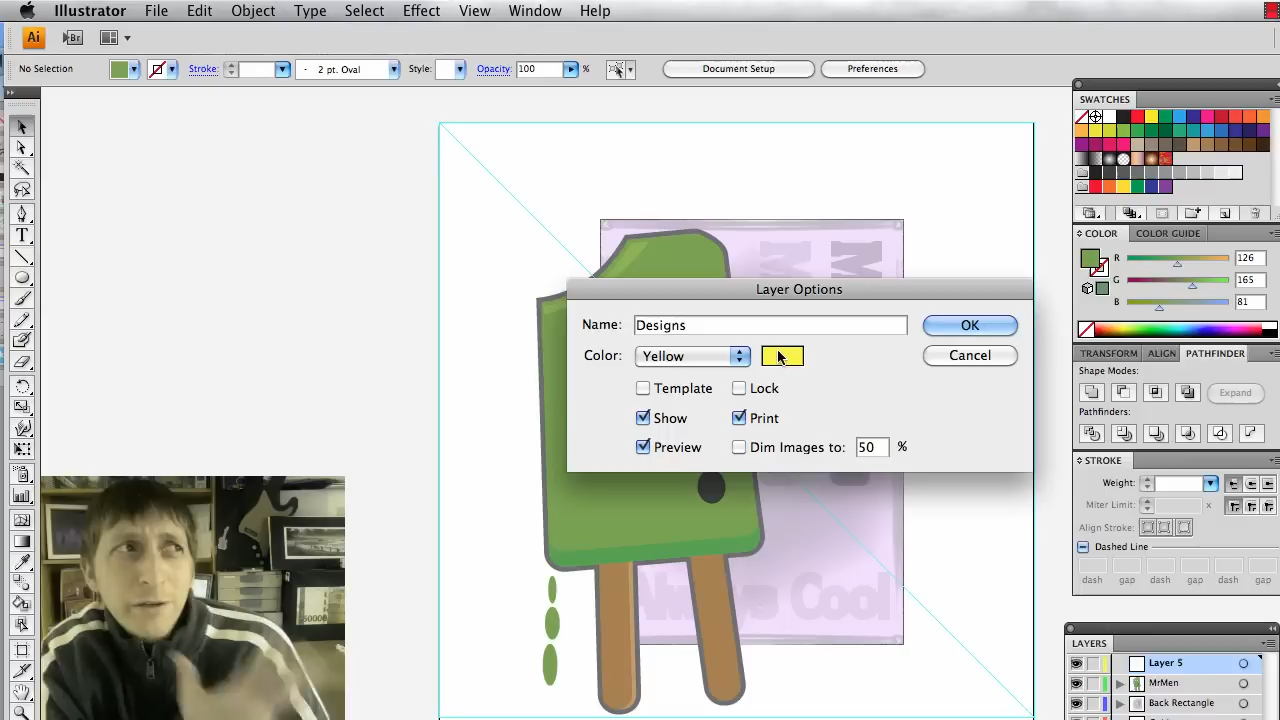 Illustrator File Edit Object Type Select Effect View Window Help
Ai Br
No Selection Stroke: 2 pt. Oval Style: Opacity: 100 % Document Setup Preferences
SWATCHES
COLOR COLOR GUIDE
R 126
G 165
B 81
TRANSFORM ALIGN PATHFINDER
Shape Modes:
Expand
Pathfinders:
STROKE
Weight:
Miter Limit: x
Align Stroke:
Dashed Line
dash gap dash gap dash gap
LAYERS
Layer 5
MrMen
Back Rectangle
Layer Options
Name: Designs OK
Color: Yellow Cancel
Template Lock
Show Print
Preview Dim Images to: 50 %
T
Cool